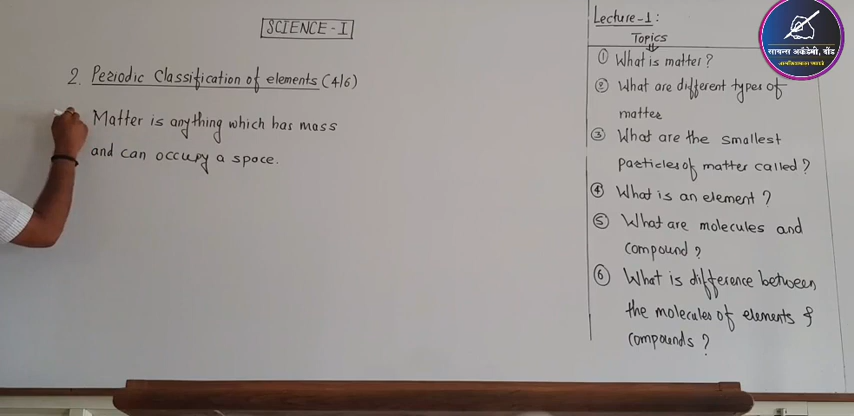 SCIENCE - I
2. Periodic Classification of elements (4/6)
Matter is anything which has mass
and can occupy a space.
Lecture-1:
Topics
① What is matter?
② What are different types of
matter
③ What are the smallest
particles of matter called?
④ What is an element?
⑤ What are molecules and
compound?
⑥ What is difference between
the molecules of elements &
compounds?
सायन्स अकॅडेमी, बोंड